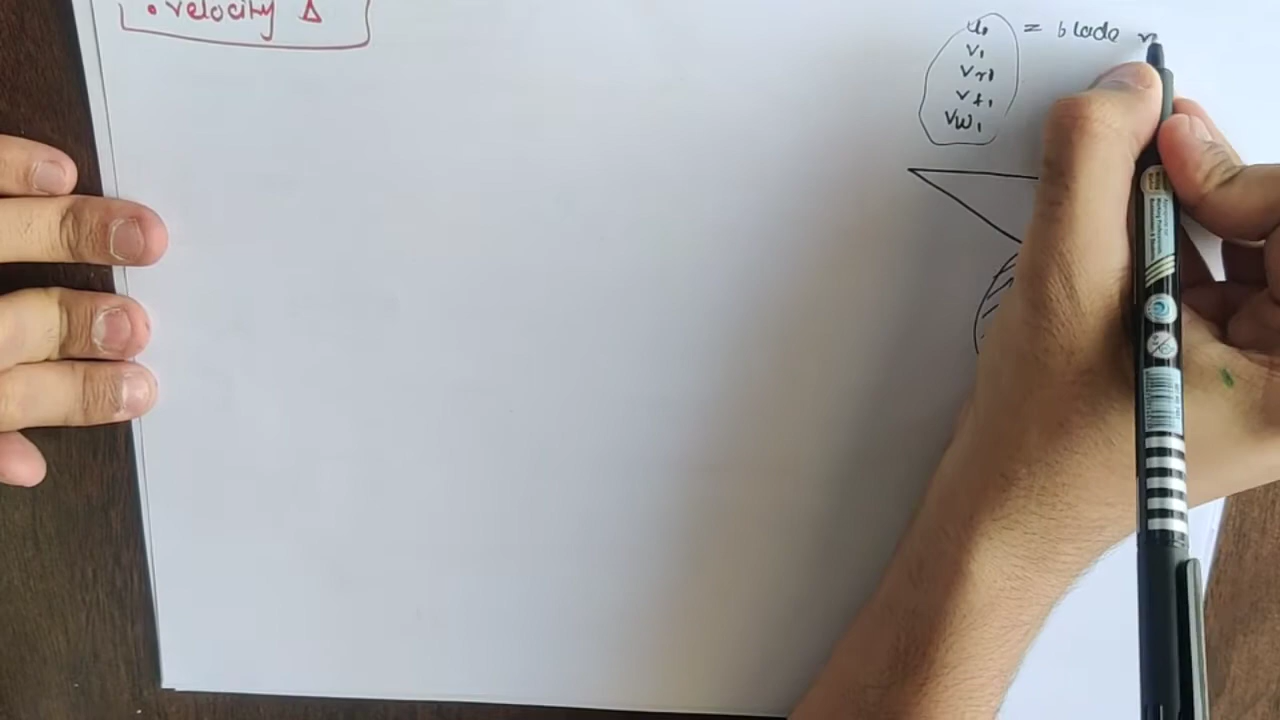 • velocity Δ
u₁ = blade v
v₁
vr₁
vf₁
vw₁